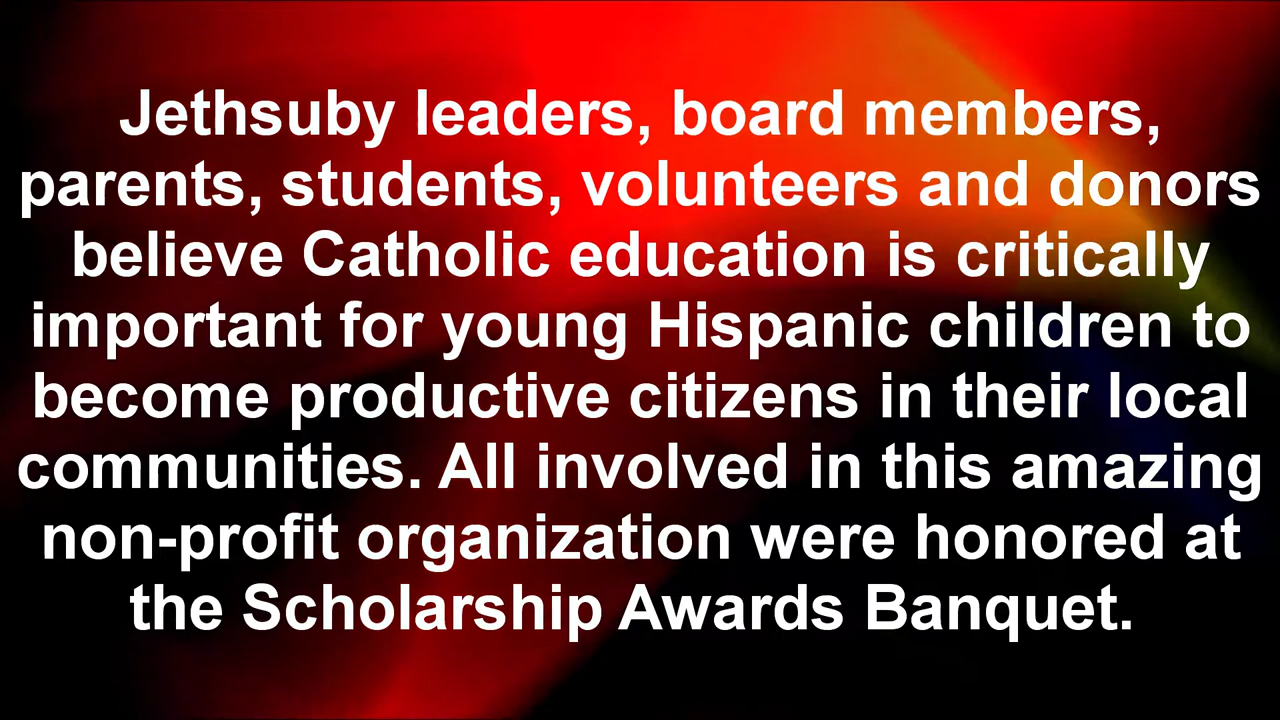 Jethsuby leaders, board members,
parents, students, volunteers and donors
believe Catholic education is critically
important for young Hispanic children to
become productive citizens in their local
communities. All involved in this amazing
non-profit organization were honored at
the Scholarship Awards Banquet.